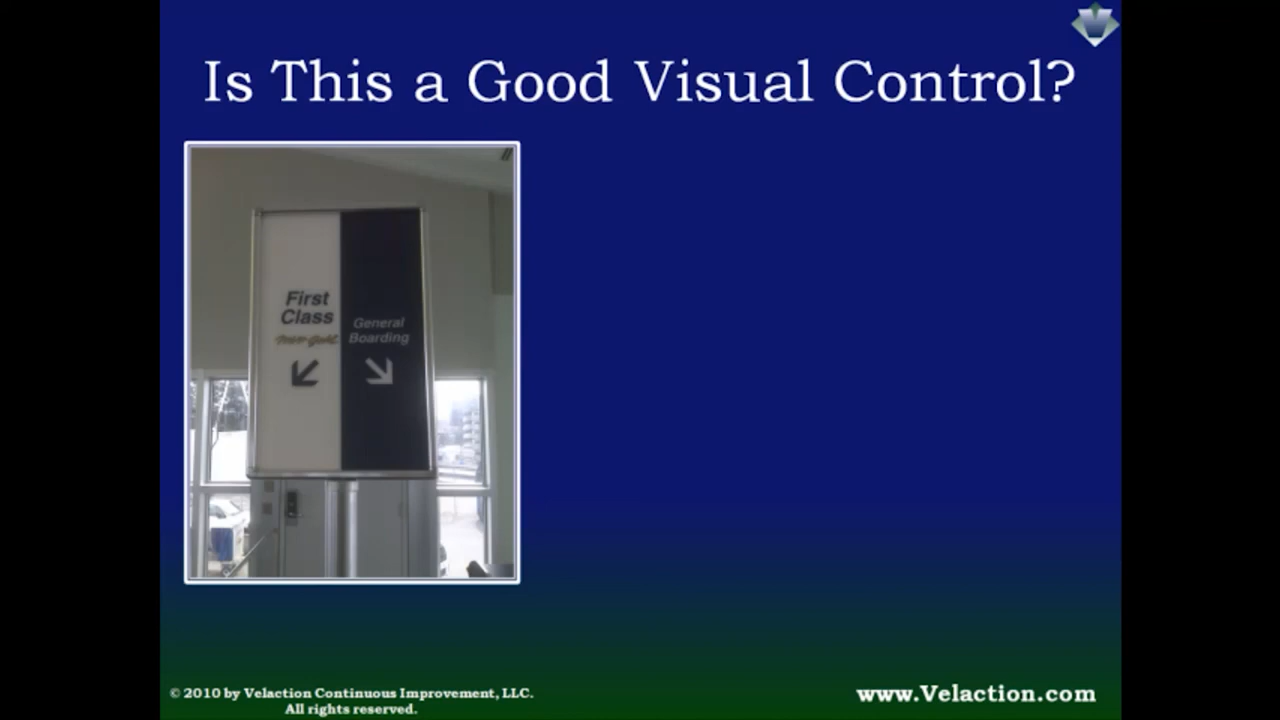 Is This a Good Visual Control?
First
Class
General
Boarding
© 2010 by Velaction Continuous Improvement, LLC.
All rights reserved.
www.Velaction.com